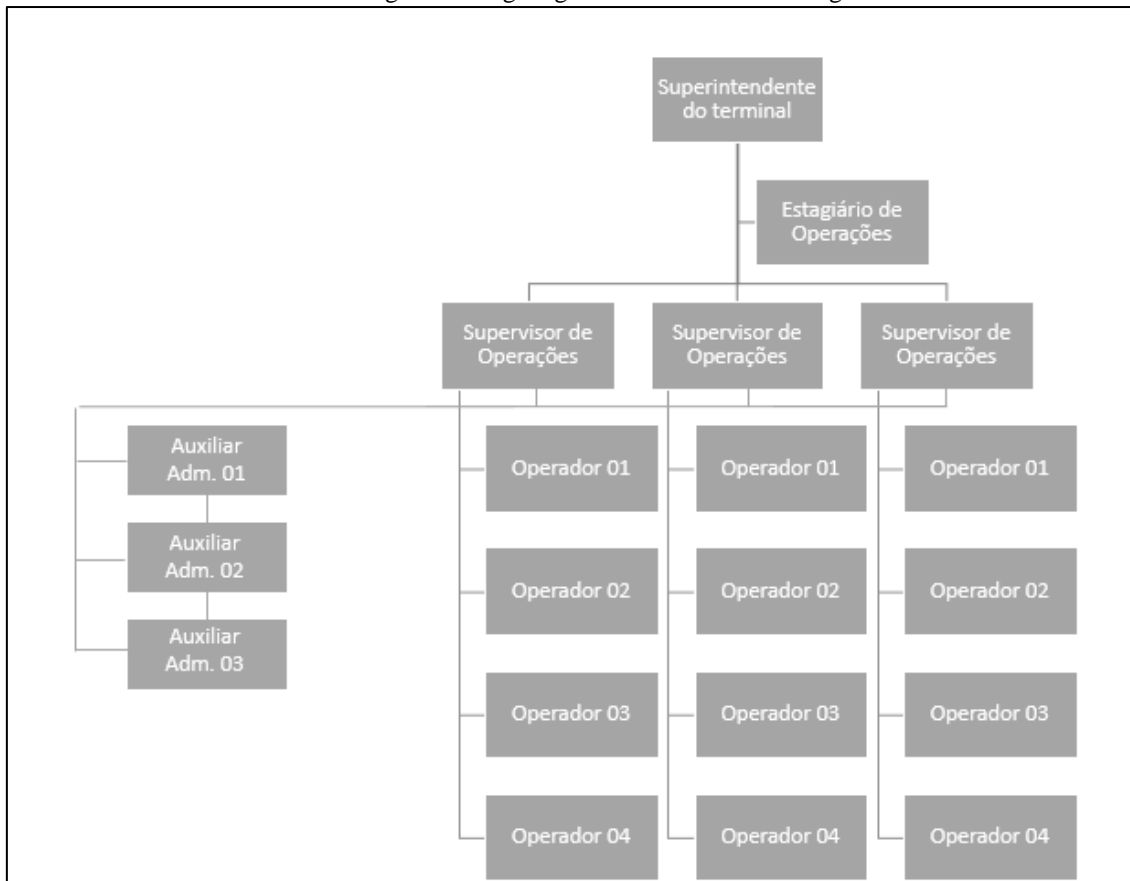 Superintendente
do terminal
Estagiário de
Operações
Supervisor de
Operações
Supervisor de
Operações
Supervisor de
Operações
Auxiliar
Adm. 01
Auxiliar
Adm. 02
Auxiliar
Adm. 03
Operador 01
Operador 02
Operador 03
Operador 04
Operador 01
Operador 02
Operador 03
Operador 04
Operador 01
Operador 02
Operador 03
Operador 04